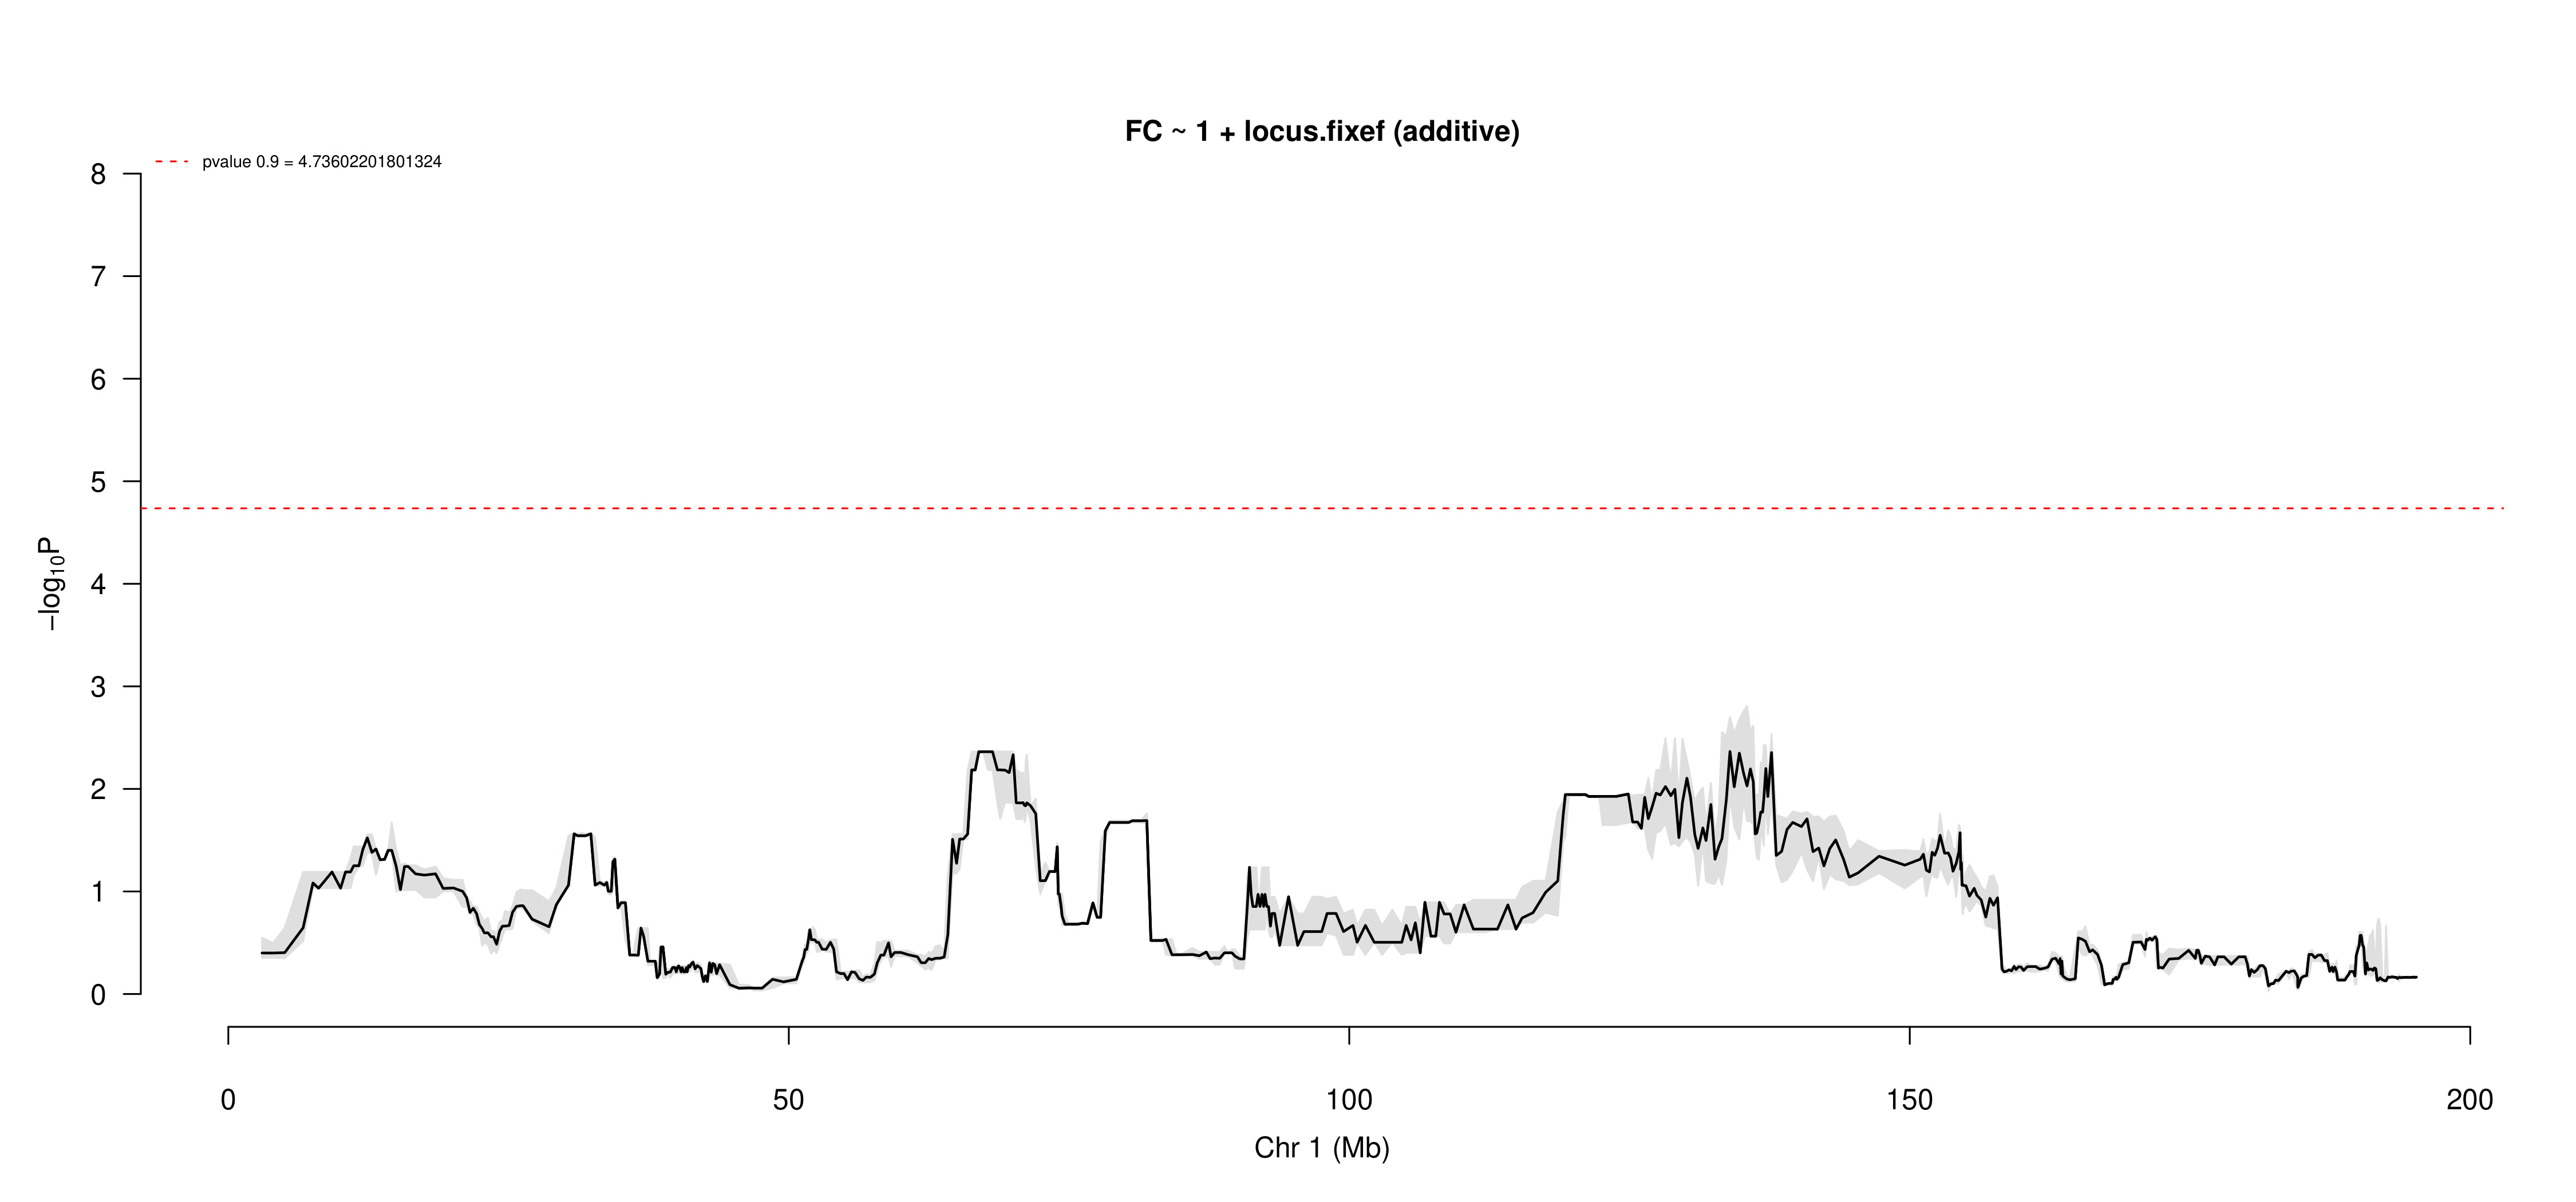 FC ~ 1 + locus.fixef (additive)
pvalue 0.9 = 4.73602201801324
8
7
6
5
4
3
2
1
0
−log10P
0 50 100 150 200
Chr 1 (Mb)